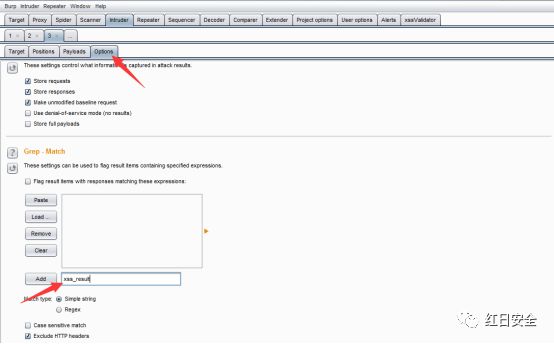 Burp Intruder Repeater Window Help
Target Proxy Spider Scanner Intruder Repeater Sequencer Decoder Comparer Extender Project options User options Alerts xssValidator
1 × 2 × 3 × ...
Target Positions Payloads Options
These settings control what information is captured in attack results.
Store requests
Store responses
Make unmodified baseline request
Use denial-of-service mode (no results)
Store full payloads
? Grep - Match
These settings can be used to flag result items containing specified expressions.
Flag result items with responses matching these expressions:
Paste
Load ...
Remove
Clear
Add xss_result
Match type: Simple string
Regex
Case sensitive match
Exclude HTTP headers
红日安全